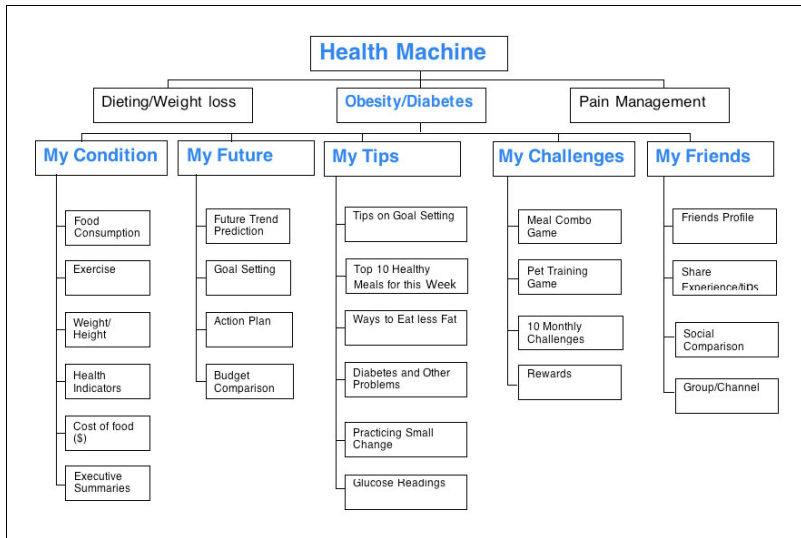 Health Machine
Dieting/Weight loss
Obesity/Diabetes
Pain Management
My Condition
My Future
My Tips
My Challenges
My Friends
Food
Consumption
Exercise
Weight/
Height
Health
Indicators
Cost of food
($)
Executive
Summaries
Future Trend
Prediction
Goal Setting
Action Plan
Budget
Comparison
Tips on Goal Setting
Top 10 Healthy
Meals for this Week
Ways to Eat less Fat
Diabetes and Other
Problems
Practicing Small
Change
Glucose Readings
Meal Combo
Game
Pet Training
Game
10 Monthly
Challenges
Rewards
Friends Profile
Share
Experience/tips
Social
Comparison
Group/Channel